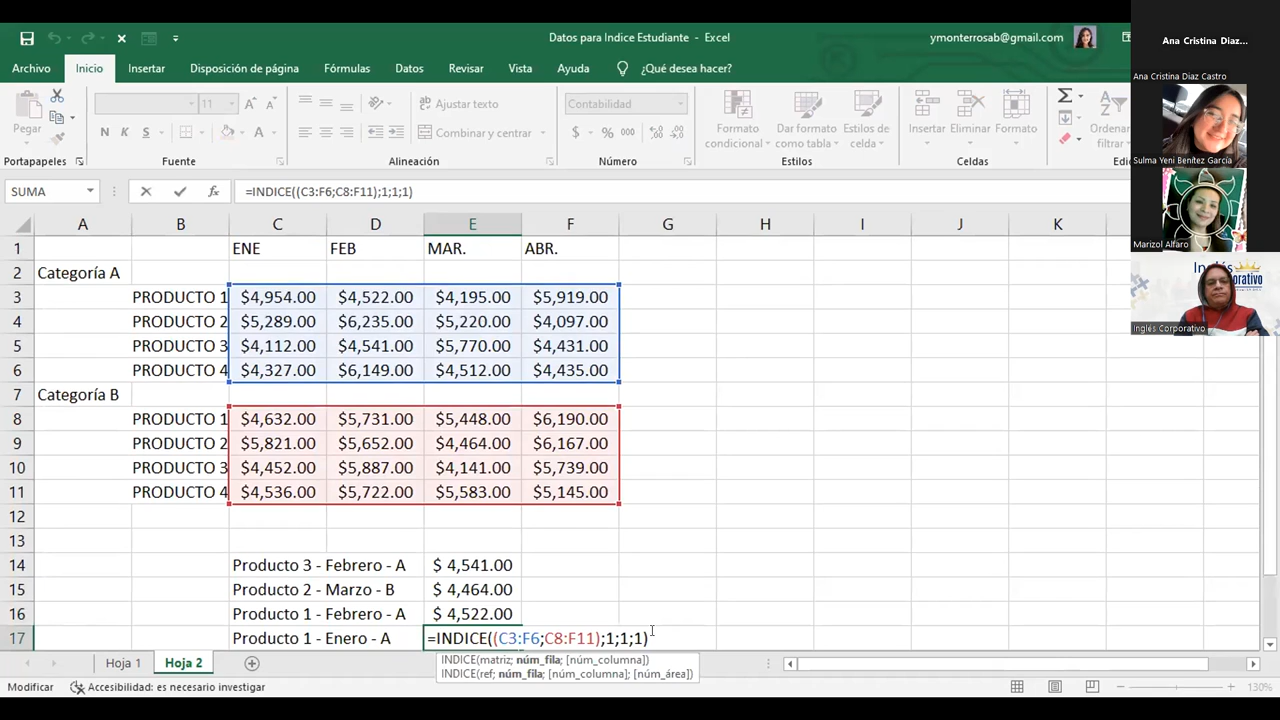 Datos para Indice Estudiante - Excel
ymonterrosab@gmail.com
Archivo Inicio Insertar Disposición de página Fórmulas Datos Revisar Vista Ayuda ¿Qué desea hacer?
Pegar
11
N K S
Ajustar texto
Combinar y centrar
Contabilidad
$ % 000
Formato condicional
Dar formato como tabla
Estilos de celda
Insertar Eliminar Formato
Ordenar
Portapapeles Fuente Alineación Número Estilos Celdas
SUMA fx =INDICE((C3:F6;C8:F11);1;1;1)
A B C D E F G H I J K
1 ENE FEB MAR. ABR.
2 Categoría A
3 PRODUCTO 1 $4,954.00 $4,522.00 $4,195.00 $5,919.00
4 PRODUCTO 2 $5,289.00 $6,235.00 $5,220.00 $4,097.00
5 PRODUCTO 3 $4,112.00 $4,541.00 $5,770.00 $4,431.00
6 PRODUCTO 4 $4,327.00 $6,149.00 $4,512.00 $4,435.00
7 Categoría B
8 PRODUCTO 1 $4,632.00 $5,731.00 $5,448.00 $6,190.00
9 PRODUCTO 2 $5,821.00 $5,652.00 $4,464.00 $6,167.00
10 PRODUCTO 3 $4,452.00 $5,887.00 $4,141.00 $5,739.00
11 PRODUCTO 4 $4,536.00 $5,722.00 $5,583.00 $5,145.00
12
13
14 Producto 3 - Febrero - A $ 4,541.00
15 Producto 2 - Marzo - B $ 4,464.00
16 Producto 1 - Febrero - A $ 4,522.00
17 Producto 1 - Enero - A =INDICE((C3:F6;C8:F11);1;1;1)
INDICE(matriz; núm_fila; [núm_columna])
INDICE(ref; núm_fila; [núm_columna]; [núm_área])
Hoja 1 Hoja 2
Modificar Accesibilidad: es necesario investigar 130%
Ana Cristina Diaz...
Ana Cristina Diaz Castro
Sulma Yeni Benítez García
Marizol Alfaro
Inglés
Inglés Corporativo